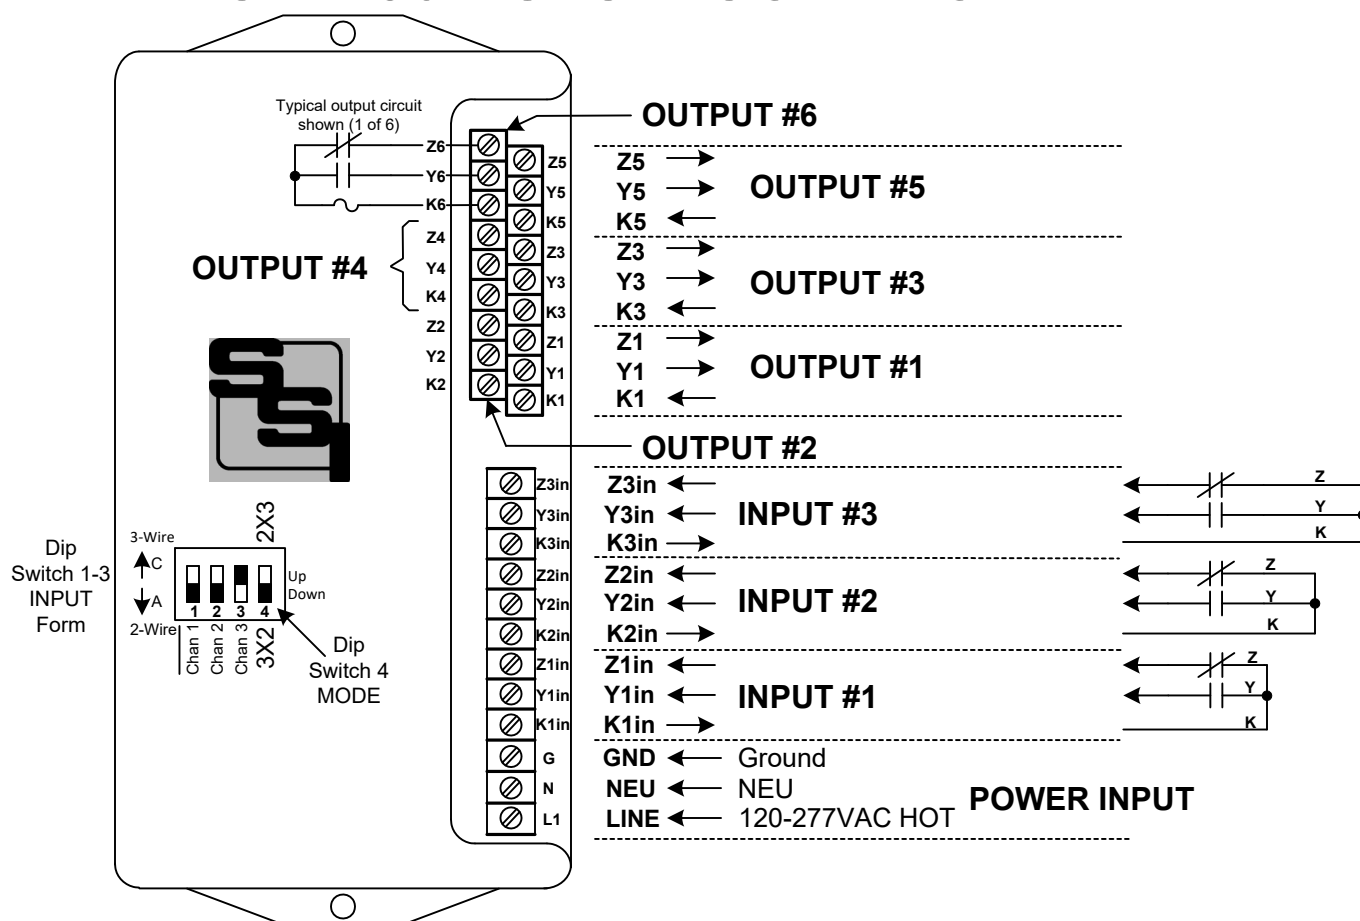 Typical output circuit
shown (1 of 6)
Z6
Y6
K6
Z4
Y4
K4
Z2
Y2
K2
OUTPUT #4
Z5
Y5
K5
Z3
Y3
K3
Z1
Y1
K1
OUTPUT #6
Z5
Y5
K5
OUTPUT #5
Z3
Y3
K3
OUTPUT #3
Z1
Y1
K1
OUTPUT #1
OUTPUT #2
SSI
Z3in
Y3in
K3in
Z2in
Y2in
K2in
Z1in
Y1in
K1in
G
N
L1
Z3in
Y3in
K3in
INPUT #3
Z
Y
K
Z2in
Y2in
K2in
INPUT #2
Z
Y
K
Z1in
Y1in
K1in
INPUT #1
Z
Y
K
GND
Ground
NEU
NEU
LINE
120-277VAC HOT
POWER INPUT
Dip
Switch 1-3
INPUT
Form
3-Wire
C
A
2-Wire
2X3
Up
Down
1 2 3 4
Chan 1
Chan 2
Chan 3
3X2
Dip
Switch 4
MODE